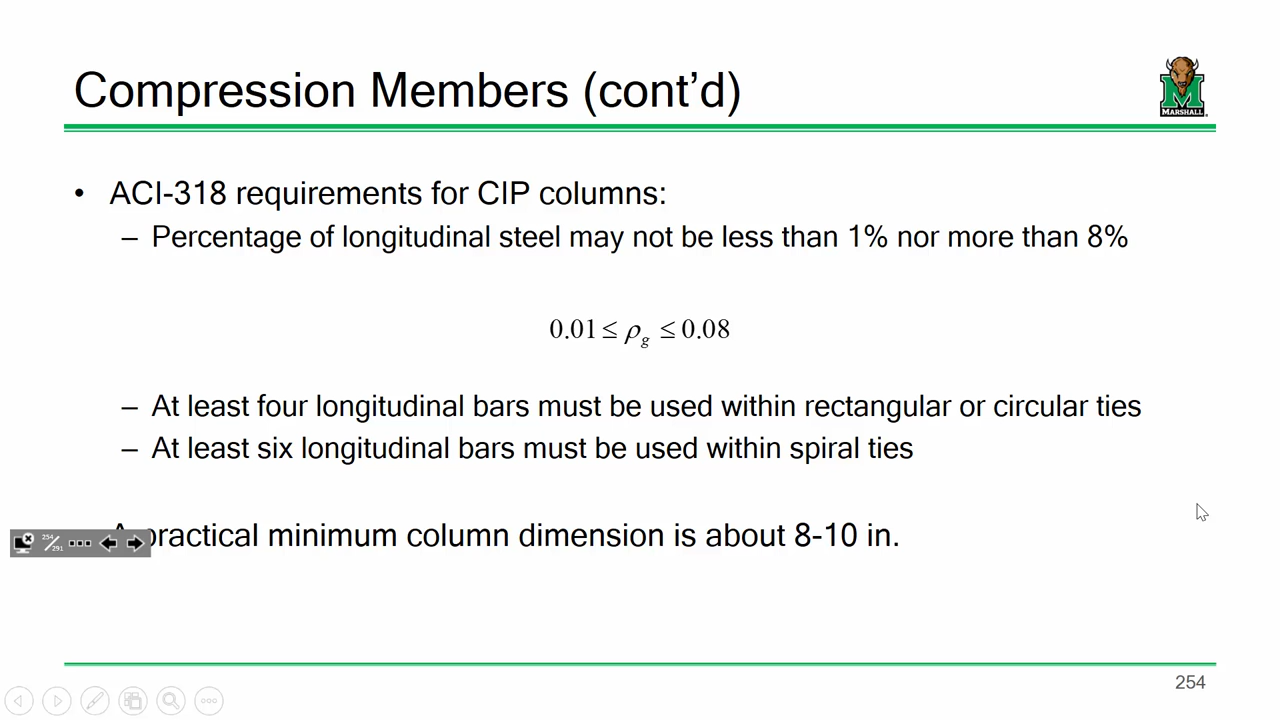 Compression Members (cont’d)
MARSHALL
• ACI-318 requirements for CIP columns:
– Percentage of longitudinal steel may not be less than 1% nor more than 8%
0.01 ≤ ρg ≤ 0.08
– At least four longitudinal bars must be used within rectangular or circular ties
– At least six longitudinal bars must be used within spiral ties
practical minimum column dimension is about 8-10 in.
254/291
254